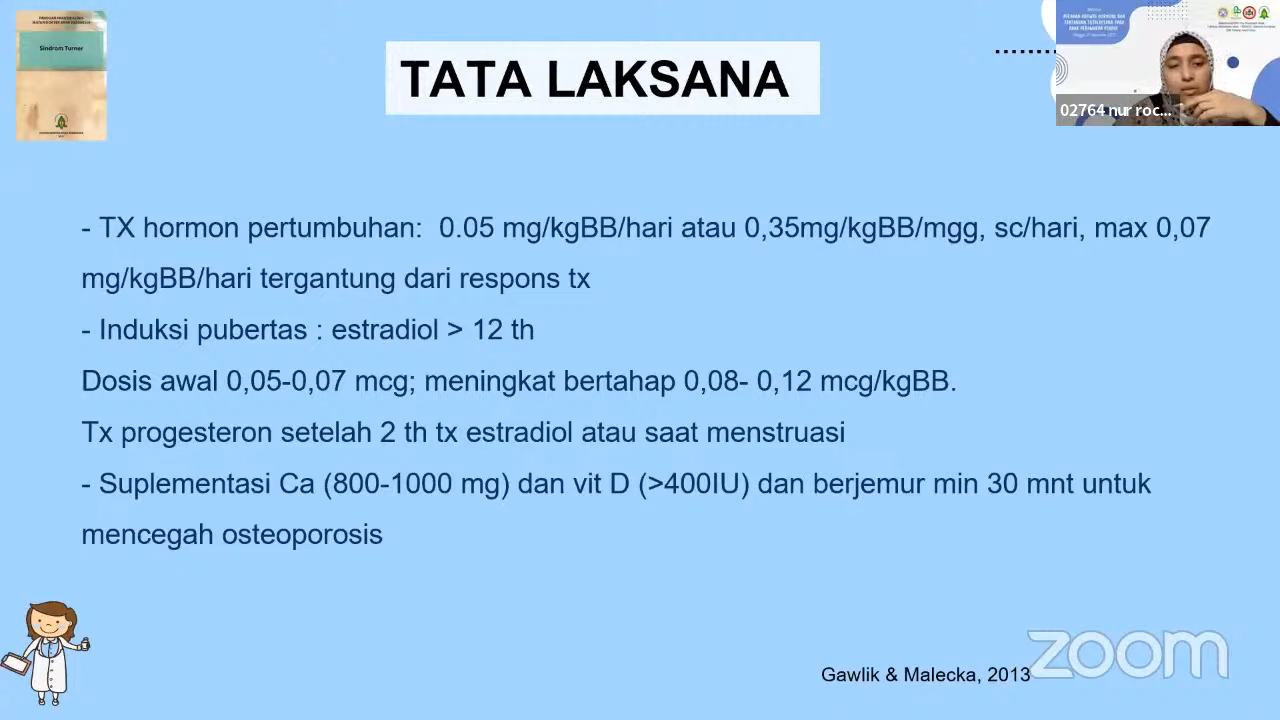 Sindrom Turner
TATA LAKSANA
02764 nur roc...
- TX hormon pertumbuhan:  0.05 mg/kgBB/hari atau 0,35mg/kgBB/mgg, sc/hari, max 0,07
mg/kgBB/hari tergantung dari respons tx
- Induksi pubertas : estradiol > 12 th
Dosis awal 0,05-0,07 mcg; meningkat bertahap 0,08- 0,12 mcg/kgBB.
Tx progesteron setelah 2 th tx estradiol atau saat menstruasi
- Suplementasi Ca (800-1000 mg) dan vit D (>400IU) dan berjemur min 30 mnt untuk
mencegah osteoporosis
Gawlik & Malecka, 2013
zoom